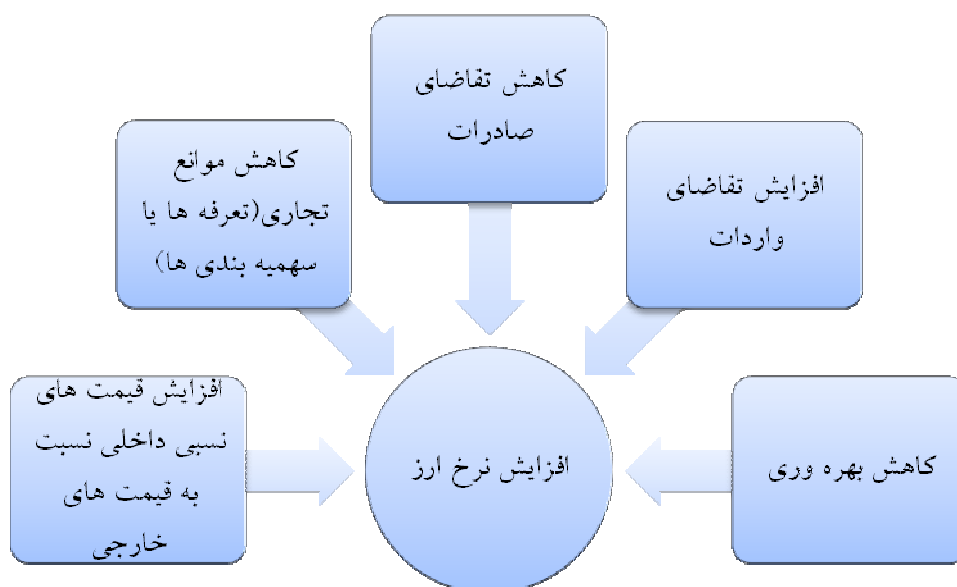 کاهش تقاضای
صادرات
افزایش تقاضای
واردات
کاهش موانع
تجاری(تعرفه ها یا
سهمیه بندی ها)
کاهش بهره وری
افزایش نرخ ارز
افزایش قیمت های
نسبی داخلی نسبت
به قیمت های
خارجی